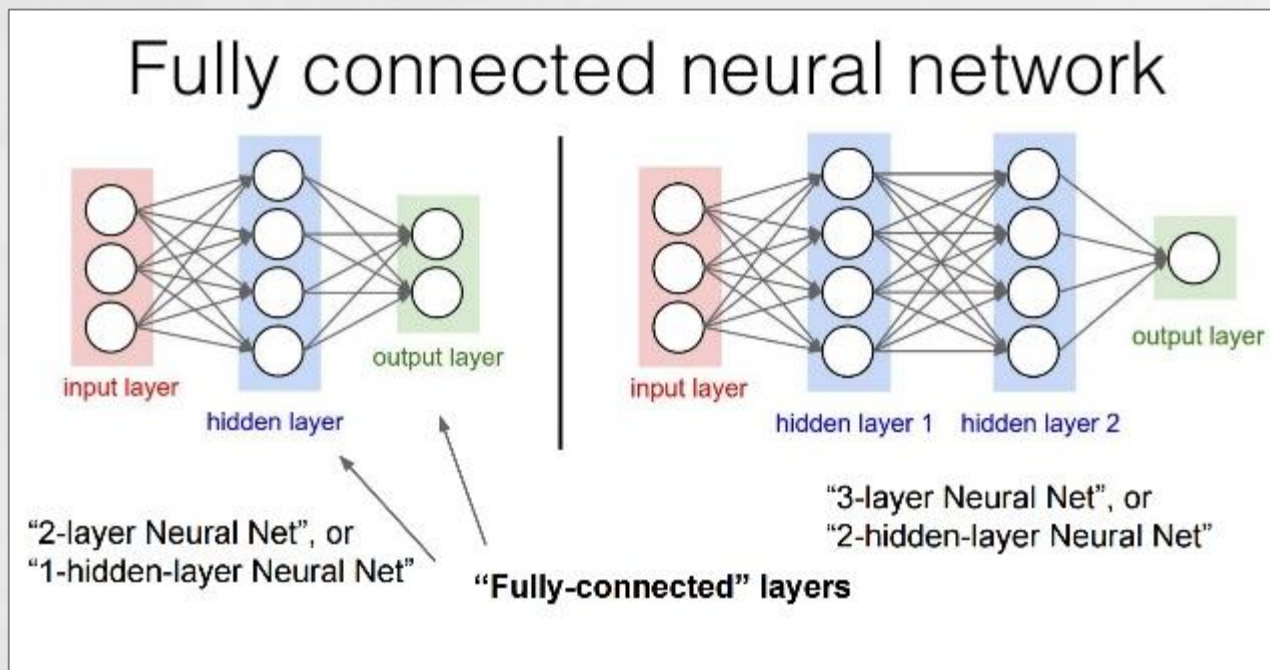 Fully connected neural network
input layer
hidden layer
output layer
input layer
hidden layer 1
hidden layer 2
output layer
“2-layer Neural Net”, or
“1-hidden-layer Neural Net”
“Fully-connected” layers
“3-layer Neural Net”, or
“2-hidden-layer Neural Net”